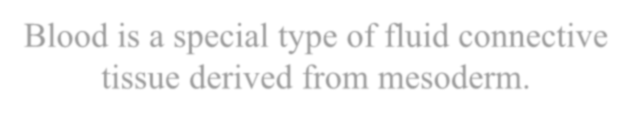 Blood is a special type of fluid connective
tissue derived from mesoderm.